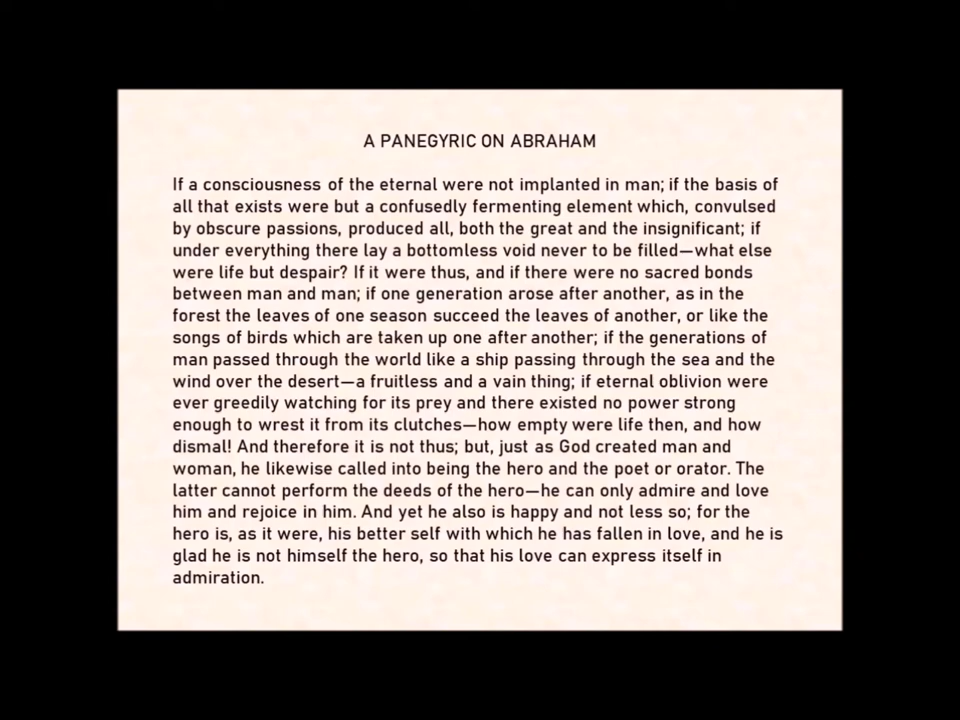 A PANEGYRIC ON ABRAHAM
If a consciousness of the eternal were not implanted in man; if the basis of
all that exists were but a confusedly fermenting element which, convulsed
by obscure passions, produced all, both the great and the insignificant; if
under everything there lay a bottomless void never to be filled—what else
were life but despair? If it were thus, and if there were no sacred bonds
between man and man; if one generation arose after another, as in the
forest the leaves of one season succeed the leaves of another, or like the
songs of birds which are taken up one after another; if the generations of
man passed through the world like a ship passing through the sea and the
wind over the desert—a fruitless and a vain thing; if eternal oblivion were
ever greedily watching for its prey and there existed no power strong
enough to wrest it from its clutches—how empty were life then, and how
dismal! And therefore it is not thus; but, just as God created man and
woman, he likewise called into being the hero and the poet or orator. The
latter cannot perform the deeds of the hero—he can only admire and love
him and rejoice in him. And yet he also is happy and not less so; for the
hero is, as it were, his better self with which he has fallen in love, and he is
glad he is not himself the hero, so that his love can express itself in
admiration.